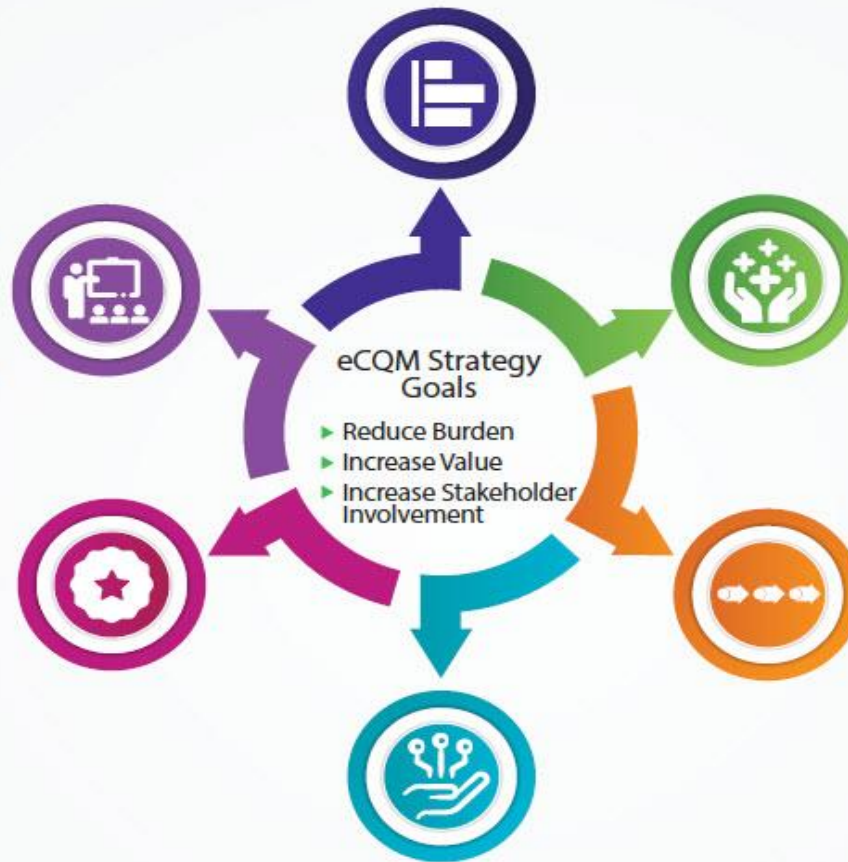 eCQM Strategy
Goals
Reduce Burden
Increase Value
Increase Stakeholder
Involvement